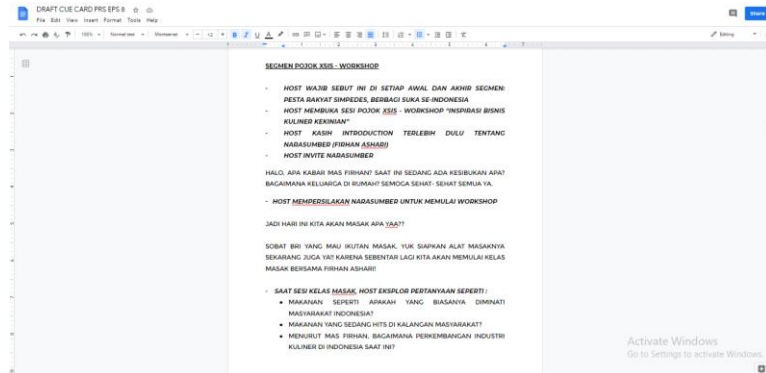 DRAFT CUE CARD PRS EPS 8
File Edit View Insert Format Tools Help
Share
100% Normal text Montserrat 12 B I U A Editing
SEGMEN POJOK XSIS - WORKSHOP
- HOST WAJIB SEBUT INI DI SETIAP AWAL DAN AKHIR SEGMEN:
PESTA RAKYAT SIMPEDES, BERBAGI SUKA SE-INDONESIA
- HOST MEMBUKA SESI POJOK XSIS - WORKSHOP "INSPIRASI BISNIS
KULINER KEKINIAN"
- HOST KASIH INTRODUCTION TERLEBIH DULU TENTANG
NARASUMBER (FIRHAN ASHARI)
- HOST INVITE NARASUMBER
HALO, APA KABAR MAS FIRHAN? SAAT INI SEDANG ADA KESIBUKAN APA?
BAGAIMANA KELUARGA DI RUMAH? SEMOGA SEHAT- SEHAT SEMUA YA.
- HOST MEMPERSILAKAN NARASUMBER UNTUK MEMULAI WORKSHOP
JADI HARI INI KITA AKAN MASAK APA YAA??
SOBAT BRI YANG MAU IKUTAN MASAK, YUK SIAPKAN ALAT MASAKNYA
SEKARANG JUGA YA!! KARENA SEBENTAR LAGI KITA AKAN MEMULAI KELAS
MASAK BERSAMA FIRHAN ASHARI!
- SAAT SESI KELAS MASAK, HOST EKSPLOR PERTANYAAN SEPERTI :
● MAKANAN SEPERTI APAKAH YANG BIASANYA DIMINATI
MASYARAKAT INDONESIA?
● MAKANAN YANG SEDANG HITS DI KALANGAN MASYARAKAT?
● MENURUT MAS FIRHAN, BAGAIMANA PERKEMBANGAN INDUSTRI
KULINER DI INDONESIA SAAT INI?
Activate Windows
Go to Settings to activate Windows.